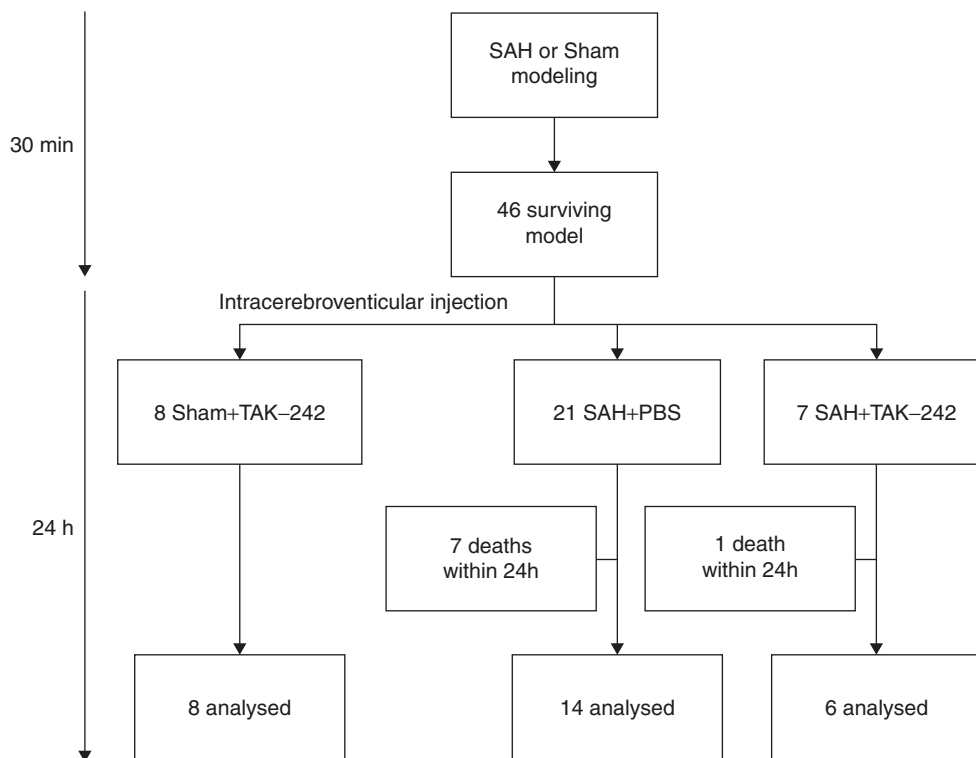 SAH or Sham
modeling
30 min
46 surviving
model
Intracerebroventicular injection
8 Sham+TAK–242
21 SAH+PBS
7 SAH+TAK–242
24 h
7 deaths
within 24h
1 death
within 24h
8 analysed
14 analysed
6 analysed